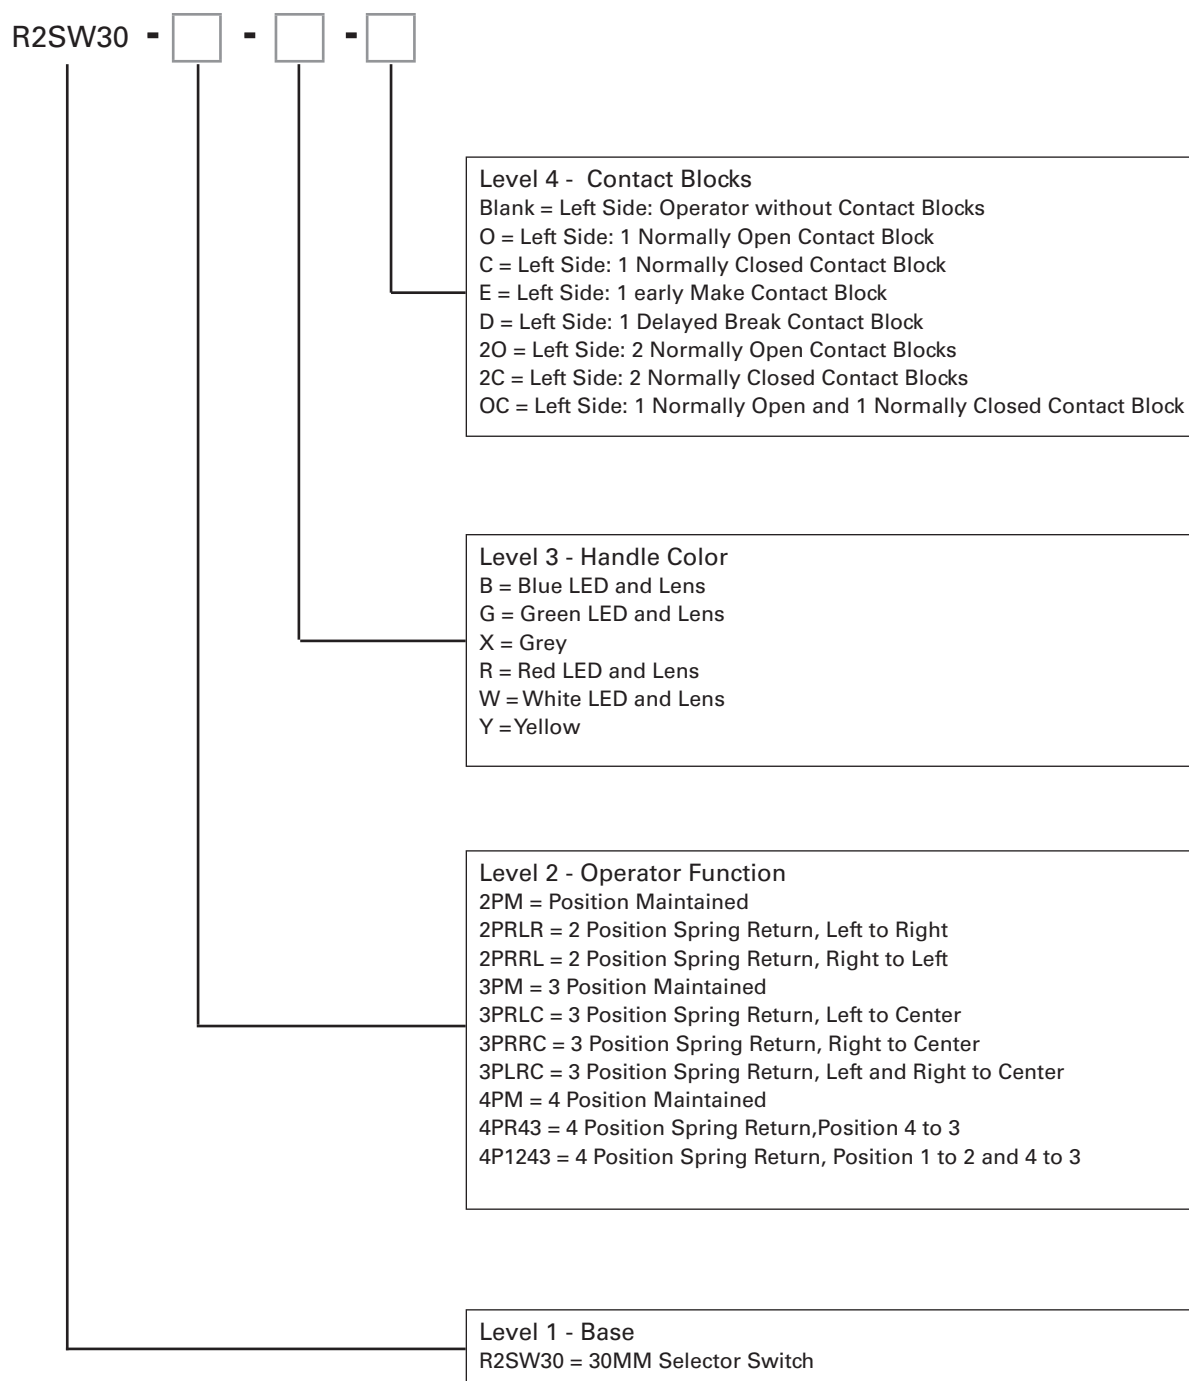 R2SW30 - - -
Level 4 - Contact Blocks
Blank = Left Side: Operator without Contact Blocks
O = Left Side: 1 Normally Open Contact Block
C = Left Side: 1 Normally Closed Contact Block
E = Left Side: 1 early Make Contact Block
D = Left Side: 1 Delayed Break Contact Block
2O = Left Side: 2 Normally Open Contact Blocks
2C = Left Side: 2 Normally Closed Contact Blocks
OC = Left Side: 1 Normally Open and 1 Normally Closed Contact Block
Level 3 - Handle Color
B = Blue LED and Lens
G = Green LED and Lens
X = Grey
R = Red LED and Lens
W = White LED and Lens
Y = Yellow
Level 2 - Operator Function
2PM = Position Maintained
2PRLR = 2 Position Spring Return, Left to Right
2PRRL = 2 Position Spring Return, Right to Left
3PM = 3 Position Maintained
3PRLC = 3 Position Spring Return, Left to Center
3PRRC = 3 Position Spring Return, Right to Center
3PLRC = 3 Position Spring Return, Left and Right to Center
4PM = 4 Position Maintained
4PR43 = 4 Position Spring Return,Position 4 to 3
4P1243 = 4 Position Spring Return, Position 1 to 2 and 4 to 3
Level 1 - Base
R2SW30 = 30MM Selector Switch